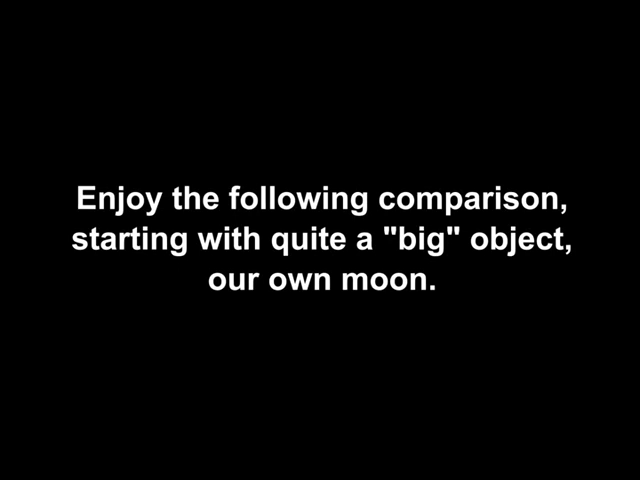 Enjoy the following comparison,
starting with quite a "big" object,
our own moon.